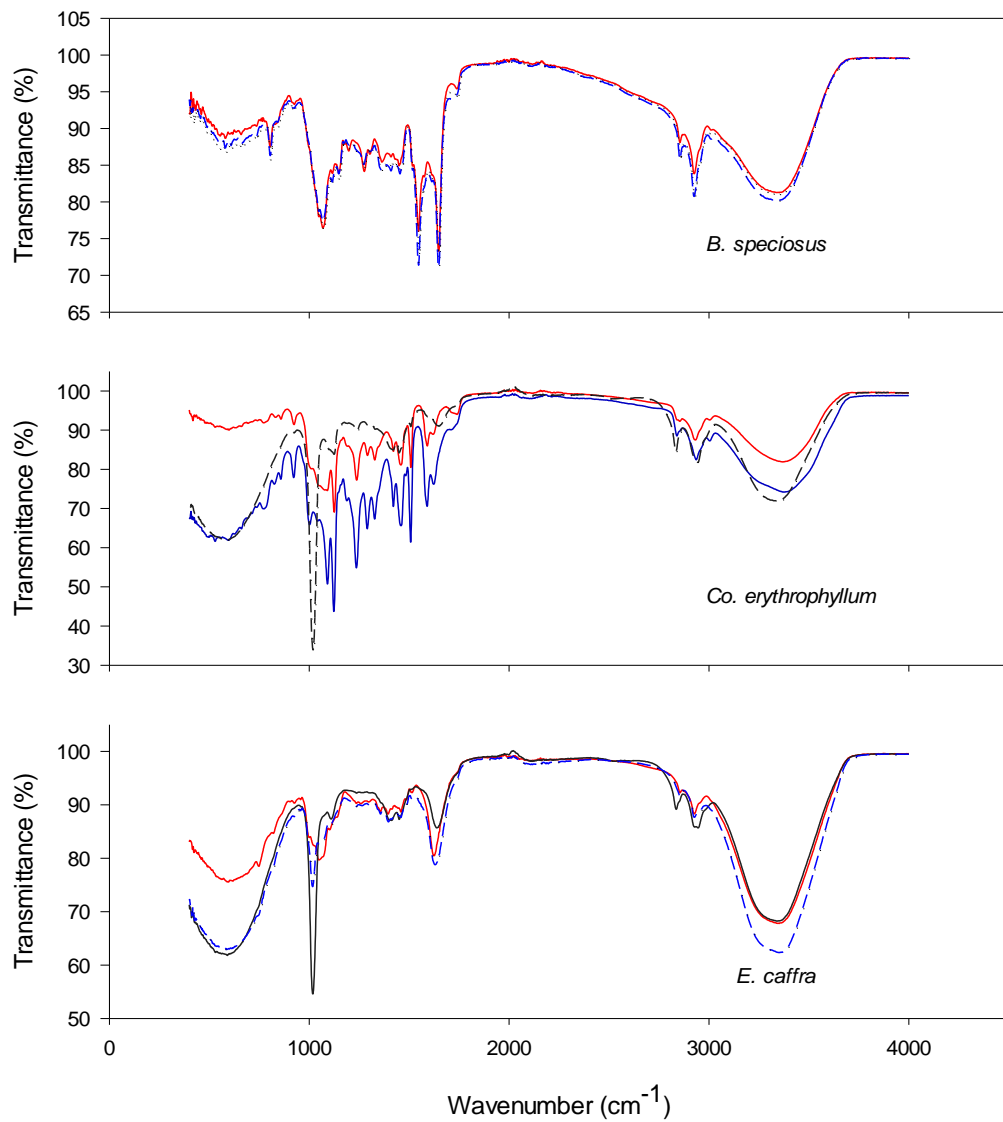 105
100
95
90
85
80
75
70
65
Transmittance (%)
B. speciosus
100
90
80
70
60
50
40
30
Transmittance (%)
Co. erythrophyllum
100
90
80
70
60
50
Transmittance (%)
E. caffra
0 1000 2000 3000 4000
Wavenumber (cm⁻¹)